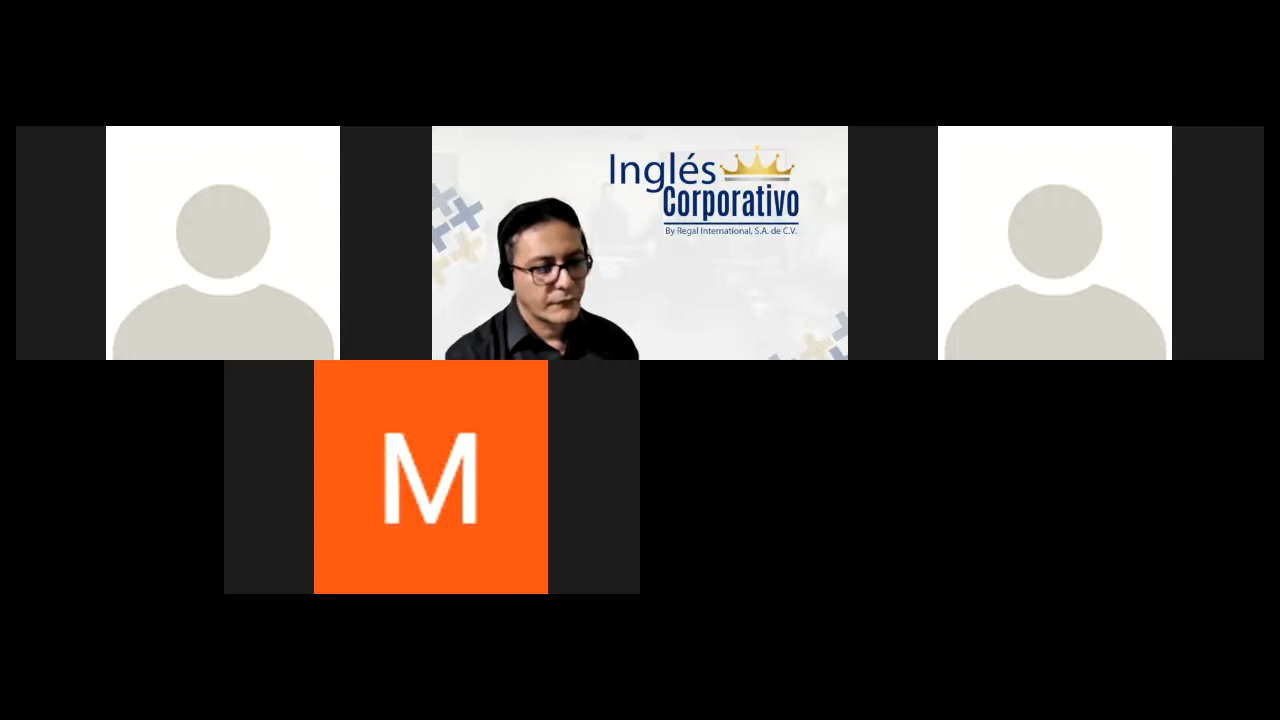 Inglés
Corporativo
By Regal International, S.A. de C.V.
M